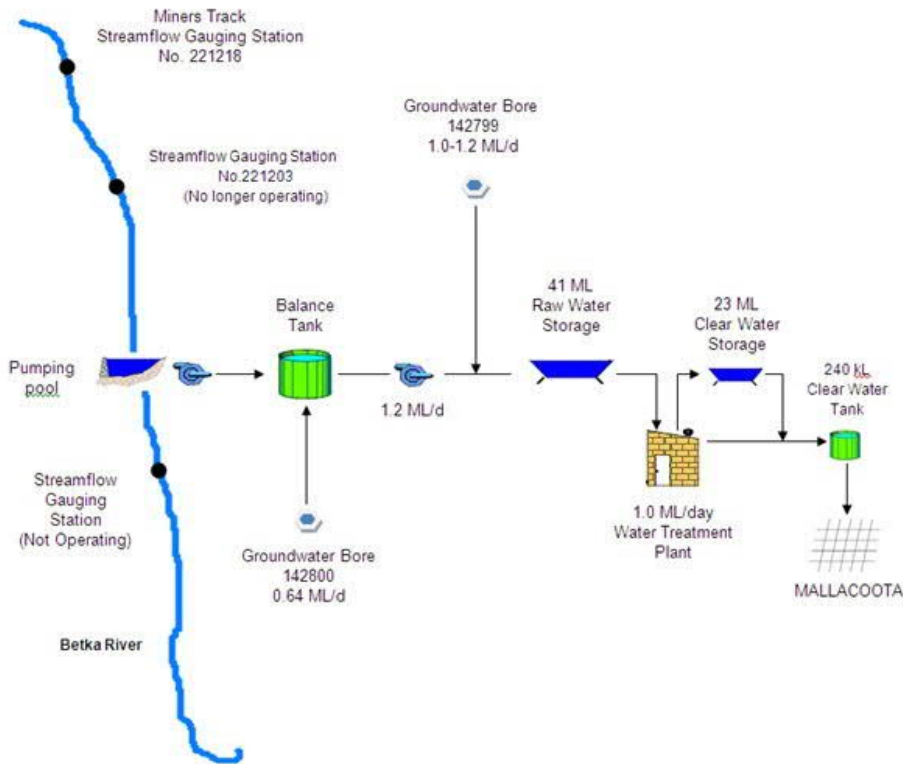 Miners Track
Streamflow Gauging Station
No. 221218
Groundwater Bore
142799
1.0-1.2 ML/d
Streamflow Gauging Station
No.221203
(No longer operating)
Balance
Tank
41 ML
Raw Water
Storage
23 ML
Clear Water
Storage
Pumping
pool
240 kL
Clear Water
Tank
1.2 ML/d
Streamflow
Gauging
Station
(Not Operating)
Groundwater Bore
142800
0.64 ML/d
1.0 ML/day
Water Treatment
Plant
MALLACOOTA
Betka River